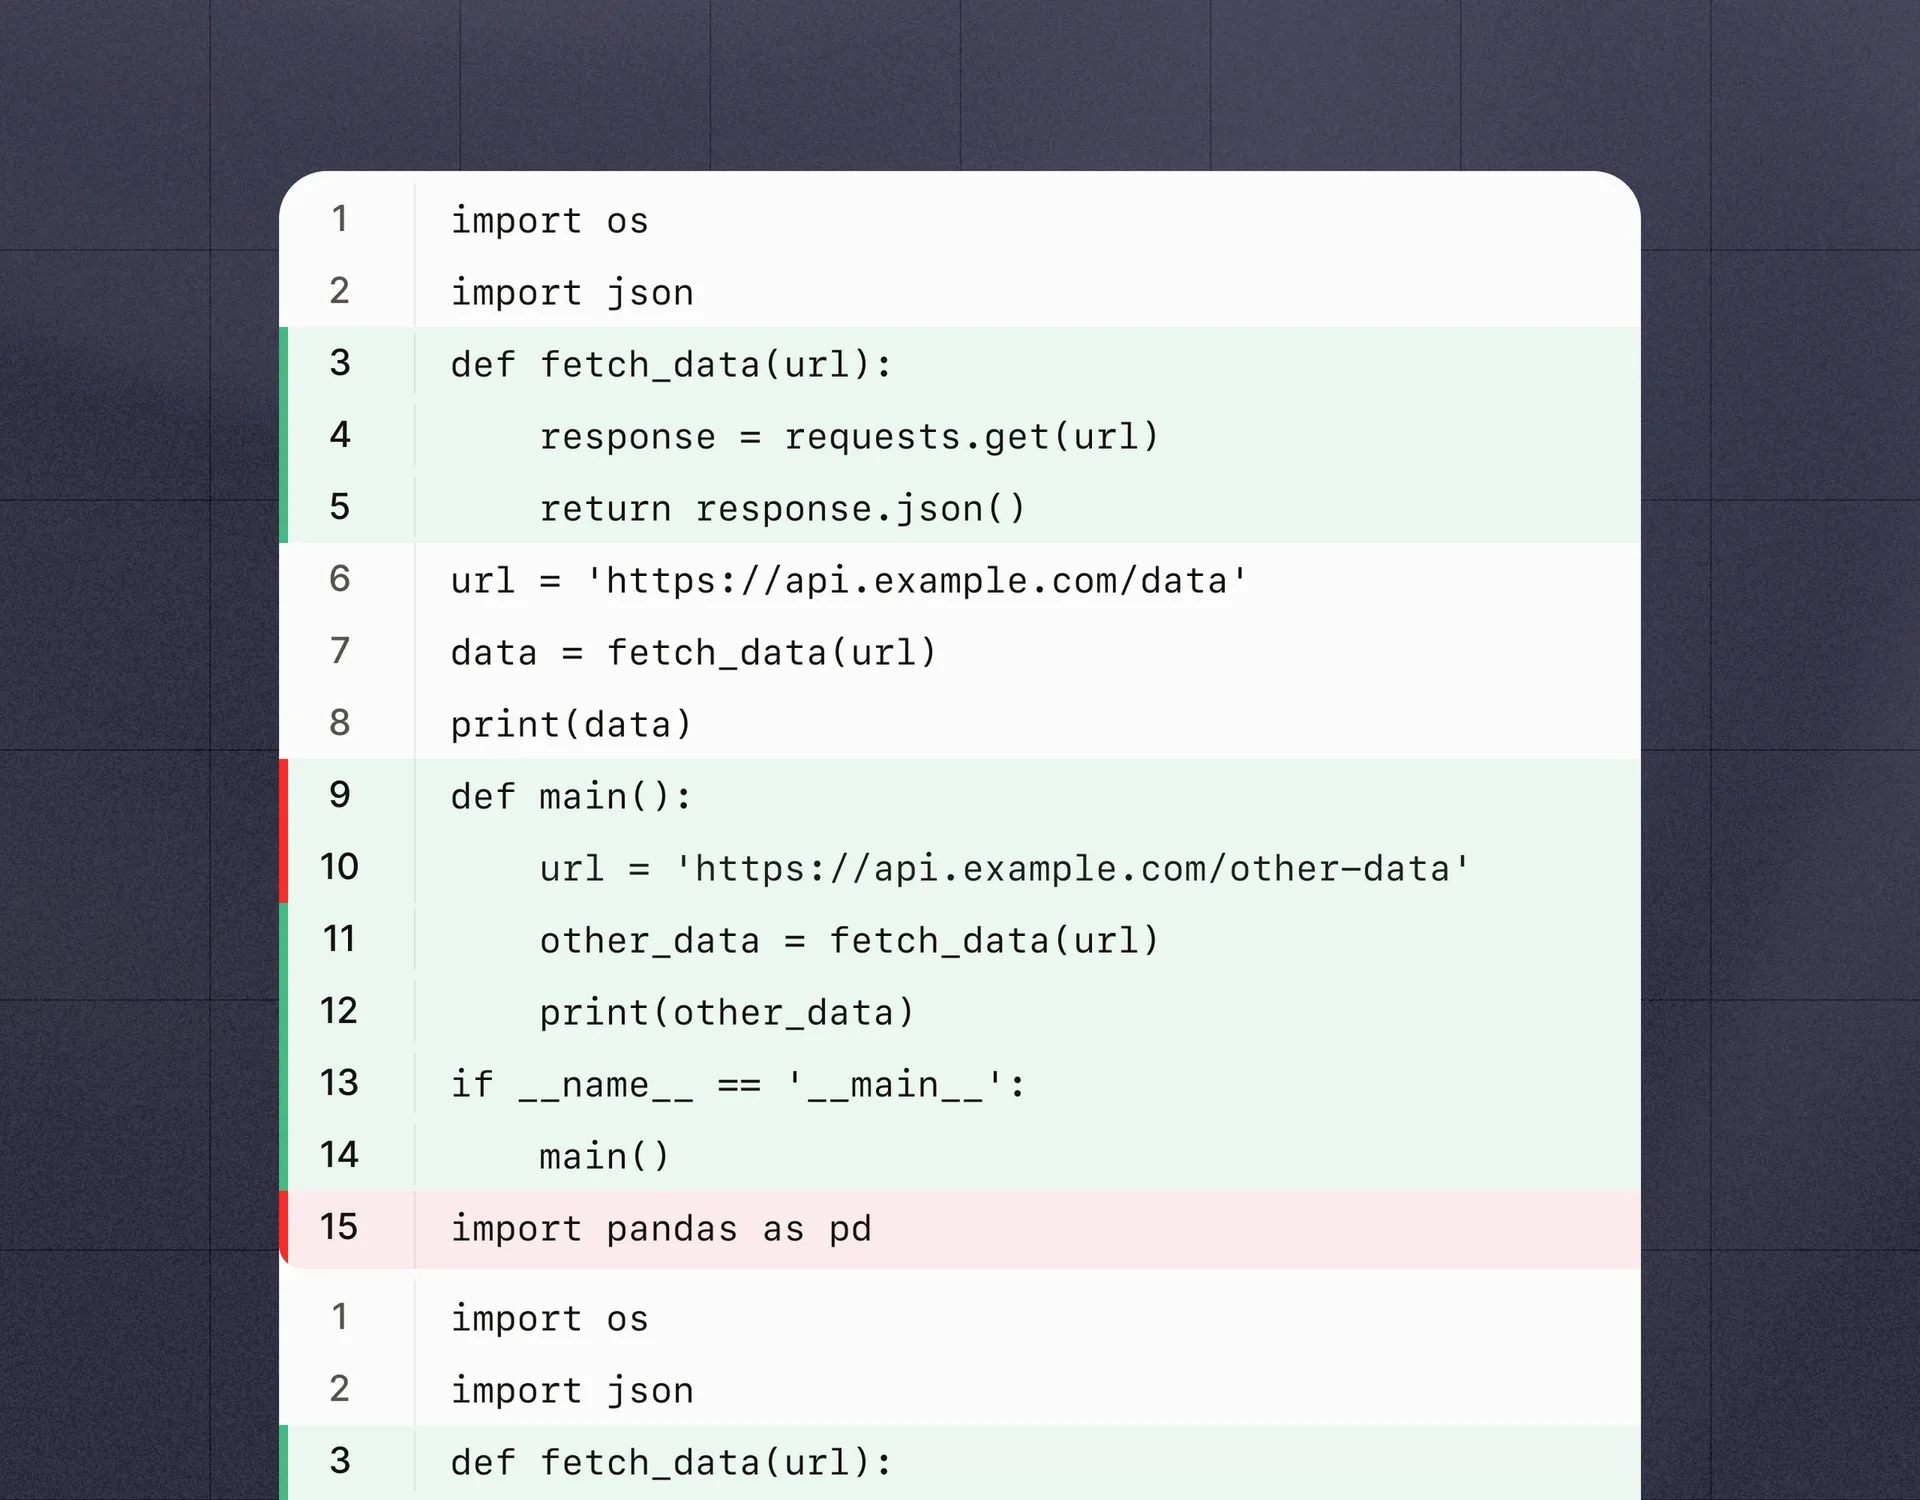 1 import os
2 import json
3 def fetch_data(url):
4     response = requests.get(url)
5     return response.json()
6 url = 'https://api.example.com/data'
7 data = fetch_data(url)
8 print(data)
9 def main():
10     url = 'https://api.example.com/other-data'
11     other_data = fetch_data(url)
12     print(other_data)
13 if __name__ == '__main__':
14     main()
15 import pandas as pd
1 import os
2 import json
3 def fetch_data(url):